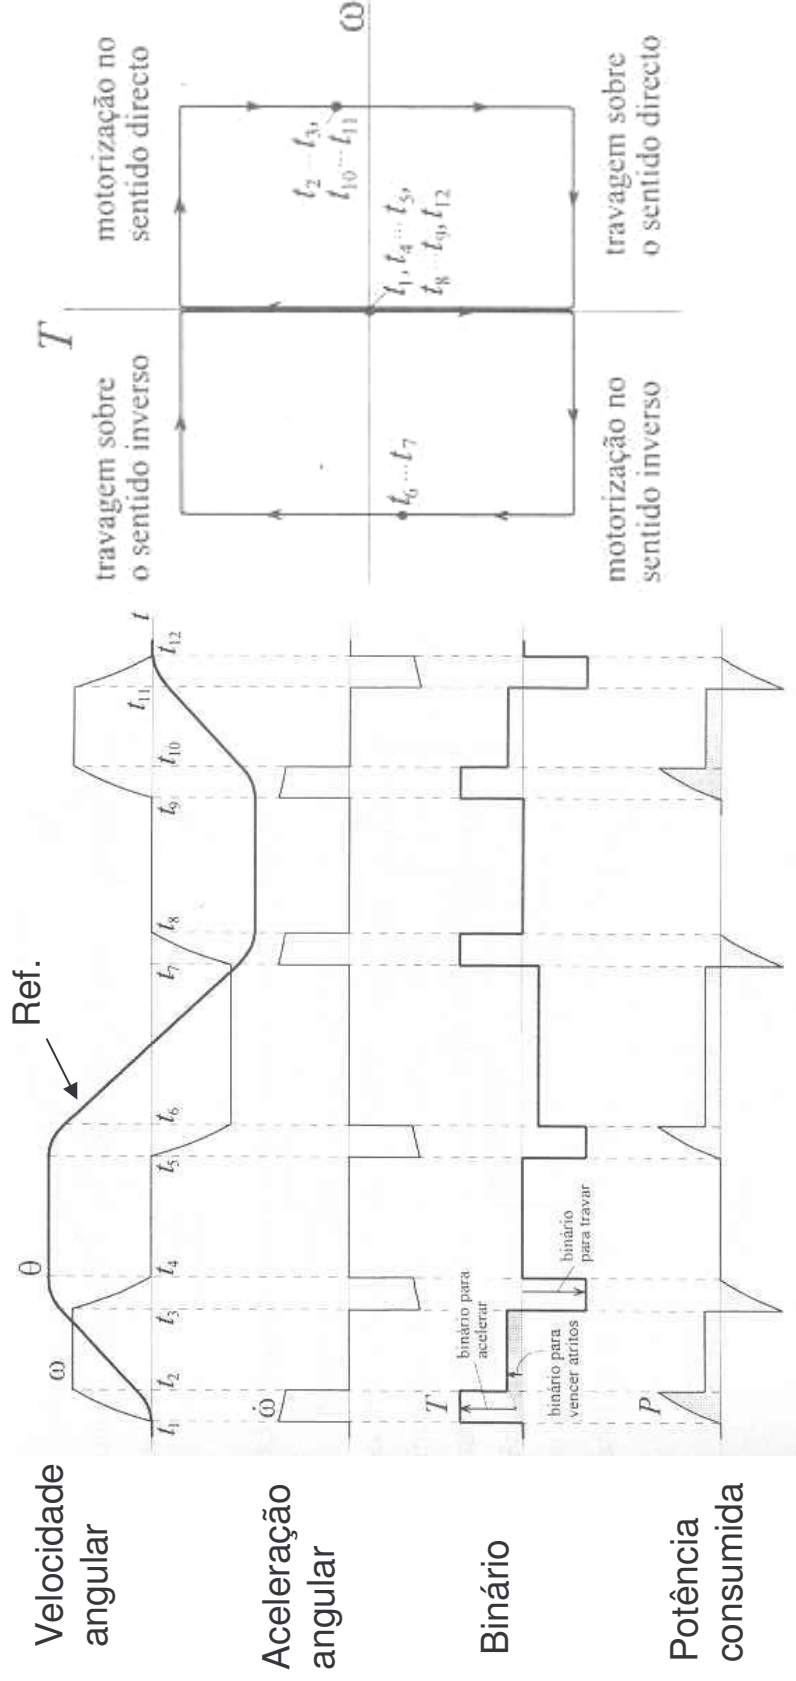 Velocidade
angular
θ
ω
Ref.
t
t₁
t₂
t₃
t₄
t₅
t₆
t₇
t₈
t₉
t₁₀
t₁₁
t₁₂
Aceleração
angular
ω̇
Binário
T
binário para
acelerar
binário para
vencer atritos
binário
para travar
Potência
consumida
P
T
ω
travagem sobre
o sentido inverso
motorização no
sentido directo
t₂ ... t₃,
t₁₀ ... t₁₁
t₁, t₄ ... t₅,
t₈ ... t₉, t₁₂
t₆ ... t₇
motorização no
sentido inverso
travagem sobre
o sentido directo